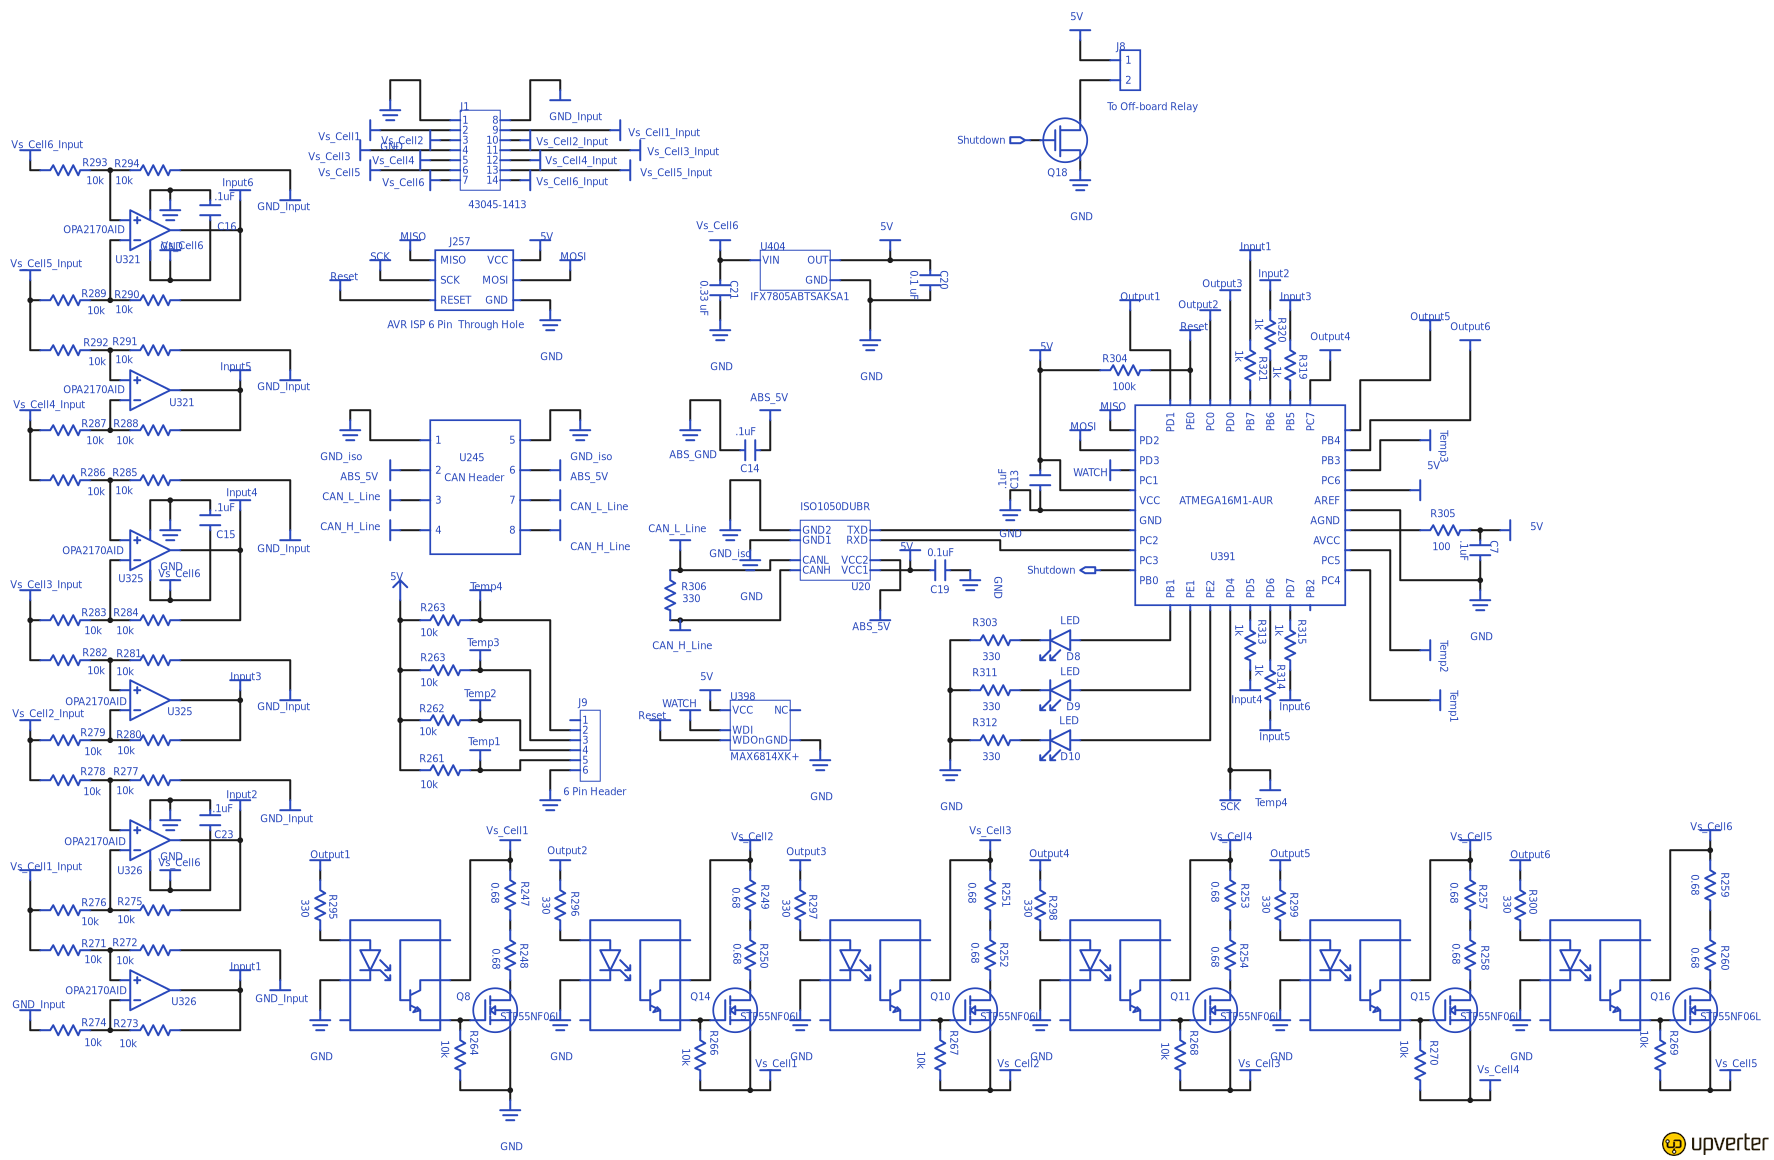 5V
J8
1
2
To Off-board Relay
Shutdown
Q18
GND
J1
GND_Input
Vs_Cell1
Vs_Cell2
GND
Vs_Cell3
Vs_Cell4
Vs_Cell5
Vs_Cell6
1
2
3
4
5
6
7
8
9
10
11
12
13
14
Vs_Cell1_Input
Vs_Cell2_Input
Vs_Cell3_Input
Vs_Cell4_Input
Vs_Cell5_Input
Vs_Cell6_Input
43045-1413
Vs_Cell6_Input
R293 R294
10k 10k
Input6
.1uF
GND_Input
C16
OPA2170AID
GND
Vs_Cell6
U321
Vs_Cell5_Input
R289 R290
10k 10k
R292 R291
10k 10k
Input5
GND_Input
OPA2170AID
U321
Vs_Cell4_Input
R287 R288
10k 10k
R286 R285
10k 10k
Input4
.1uF
C15
GND_Input
OPA2170AID
GND
Vs_Cell6
U325
Vs_Cell3_Input
R283 R284
10k 10k
R282 R281
10k 10k
Input3
GND_Input
OPA2170AID
U325
Vs_Cell2_Input
R279 R280
10k 10k
R278 R277
10k 10k
Input2
.1uF
GND_Input
C23
OPA2170AID
GND
Vs_Cell6
U326
Vs_Cell1_Input
R276 R275
10k 10k
R271 R272
10k 10k
Input1
GND_Input
OPA2170AID
U326
GND_Input
R274 R273
10k 10k
MISO
J257
5V
SCK
MOSI
Reset
MISO VCC
SCK MOSI
RESET GND
AVR ISP 6 Pin Through Hole
GND
Vs_Cell6
U404
5V
VIN OUT
GND
IFX7805ABTSAKSA1
C21
0.33 uF
C20
0.1 uF
GND
GND
U245
CAN Header
1 5
2 6
3 7
4 8
GND_iso
ABS_5V
CAN_L_Line
CAN_H_Line
GND_iso
ABS_5V
CAN_L_Line
CAN_H_Line
ABS_5V
.1uF
ABS_GND
C14
ISO1050DUBR
CAN_L_Line
GND_iso
GND2 TXD
GND1 RXD
CANL VCC2
CANH VCC1
U20
5V
0.1uF
C19
GND
R306
330
GND
ABS_5V
CAN_H_Line
5V
Temp4
R263
10k
Temp3
R263
10k
Temp2
R262
10k
Temp1
R261
10k
J9
1
2
3
4
5
6
6 Pin Header
5V
U398
WATCH
Reset
VCC NC
WDI
WDOnGND
MAX6814XK+
GND
Input1
Input2
Output3
Input3
Output1
Output2
Reset
Output5
Output6
Output4
5V
R304
100k
1k
R321
1k
R320
1k
R319
MISO
MOSI
WATCH
.1uF
C13
GND
PD1
PE0
PC0
PD0
PB7
PB6
PB5
PC7
PD2
PD3
PC1
VCC
GND
PC2
PC3
PB0
PB4
PB3
PC6
AREF
AGND
AVCC
PC5
PC4
ATMEGA16M1-AUR
U391
PB1
PE1
PE2
PD4
PD5
PD6
PD7
PB2
Shutdown
Temp3
5V
R305
100
5V
.1uF
C7
GND
Temp2
Temp1
R303
330
LED
D8
R311
330
LED
D9
R312
330
LED
D10
GND
1k
R313
1k
R314
1k
R315
Input4
Input6
Input5
SCK
Temp4
Output1
R295
330
Vs_Cell1
R247
0.68
R248
0.68
Q8
STP55NF06L
R264
10k
GND
GND
Output2
R296
330
Vs_Cell2
R249
0.68
R250
0.68
Q14
STP55NF06L
R266
10k
Vs_Cell1
GND
Output3
R297
330
Vs_Cell3
R251
0.68
R252
0.68
Q10
STP55NF06L
R267
10k
Vs_Cell2
GND
Output4
R298
330
Vs_Cell4
R253
0.68
R254
0.68
Q11
STP55NF06L
R268
10k
Vs_Cell3
GND
Output5
R299
330
Vs_Cell5
R257
0.68
R258
0.68
Q15
STP55NF06L
R270
10k
Vs_Cell4
GND
Output6
R300
330
Vs_Cell6
R259
0.68
R260
0.68
Q16
STP55NF06L
R269
10k
Vs_Cell5
GND
upverter